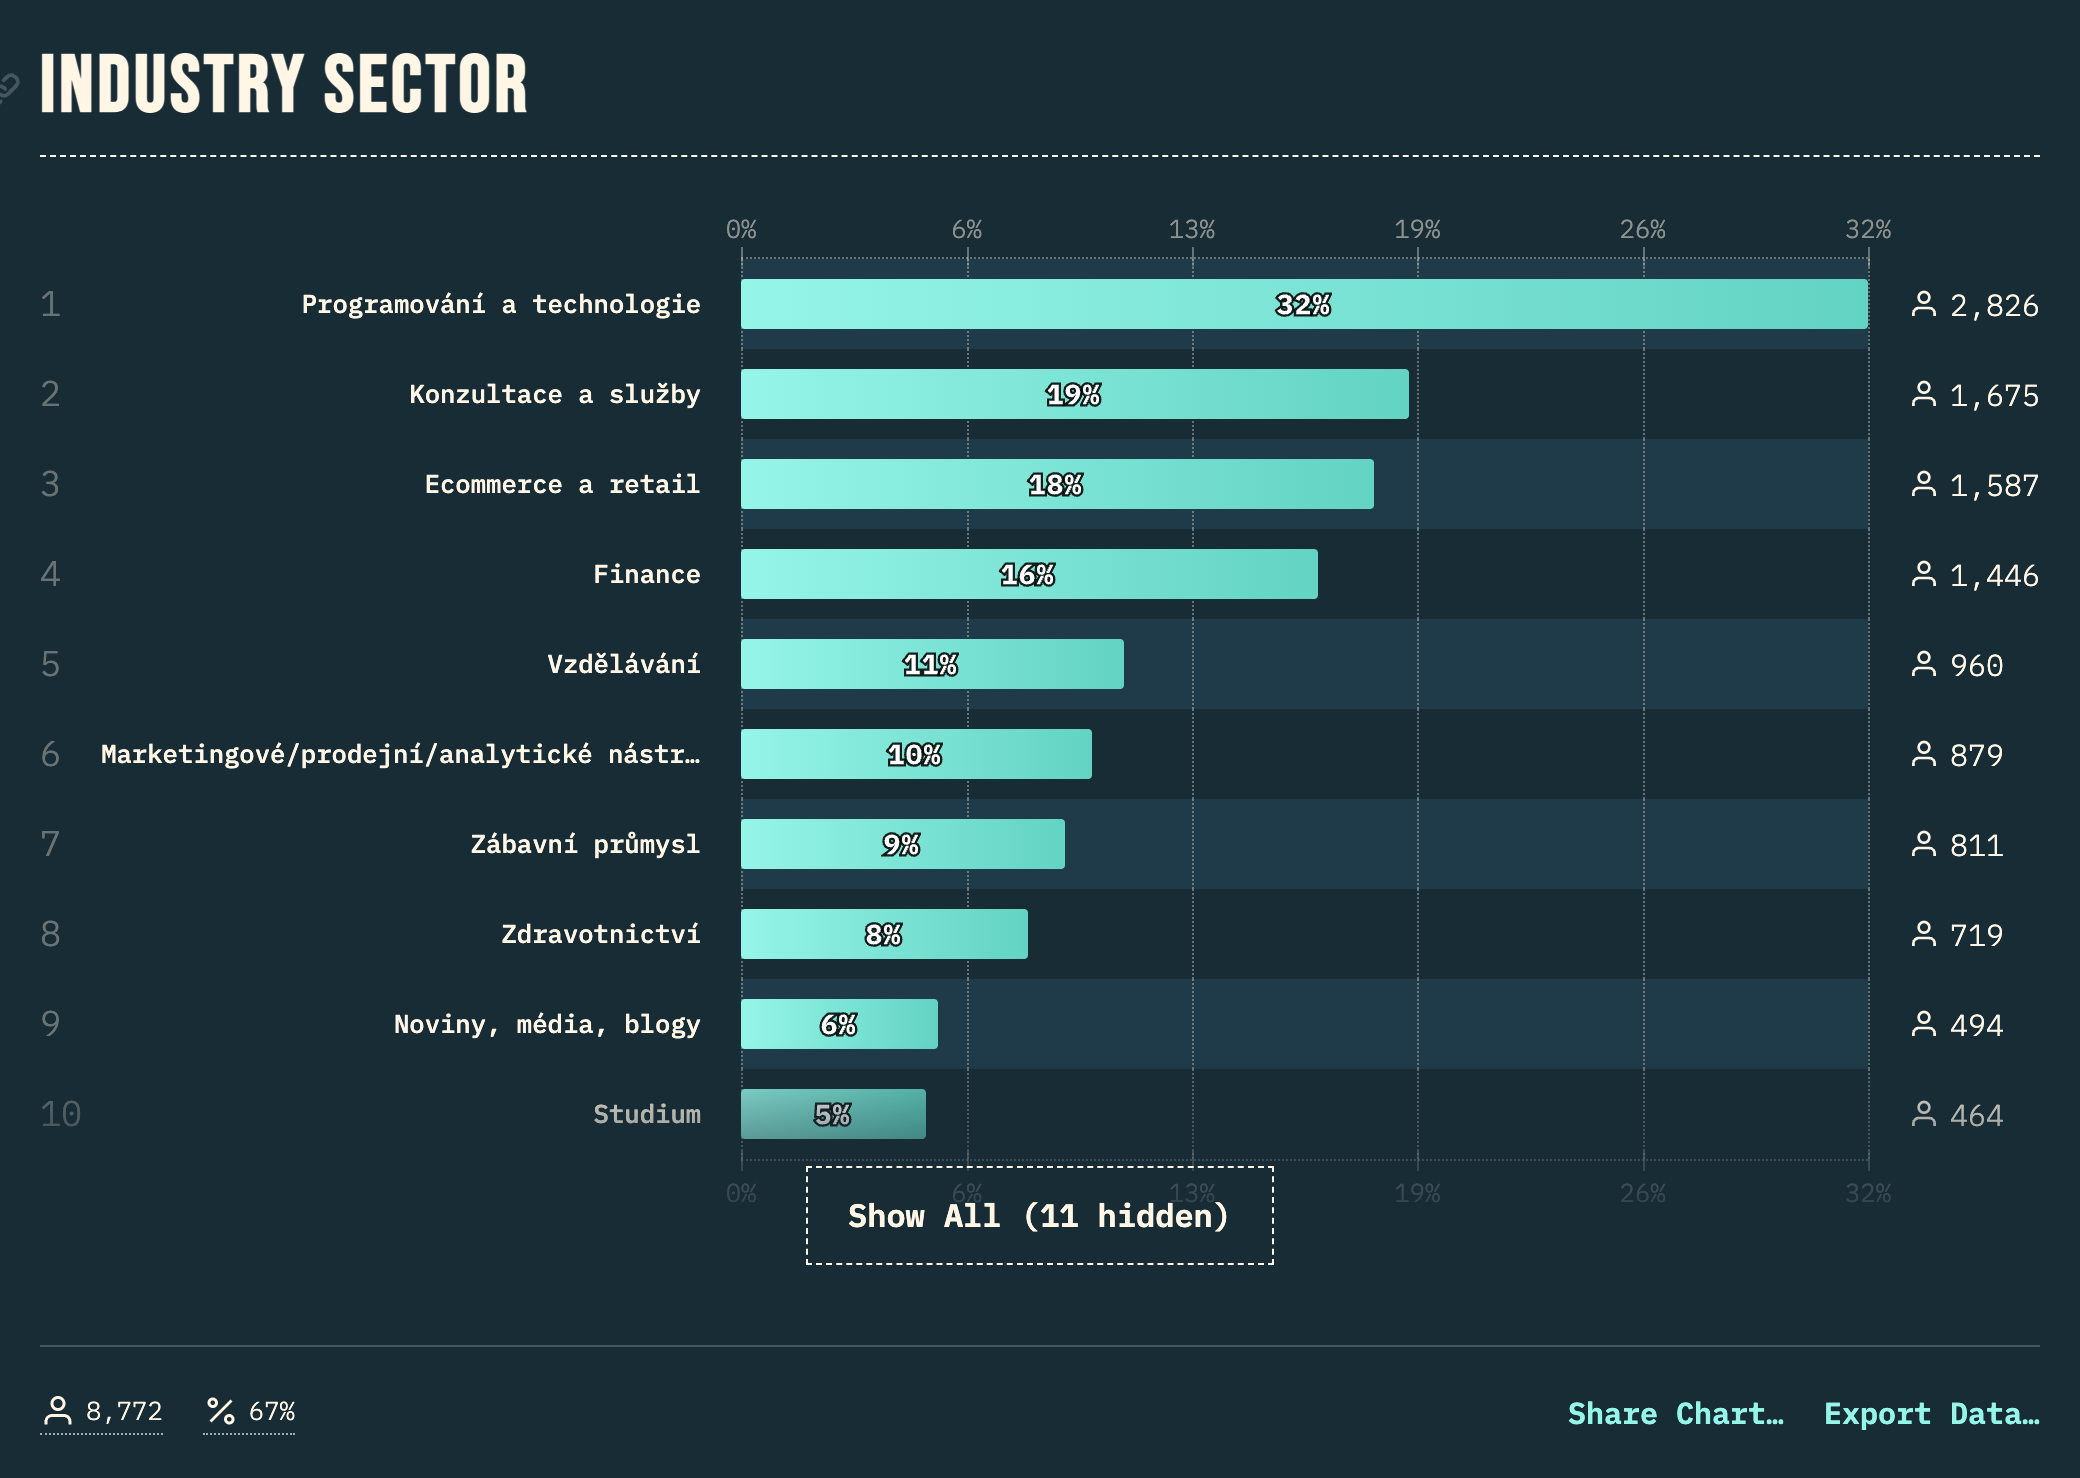 INDUSTRY SECTOR
0% 6% 13% 19% 26% 32%
1 Programování a technologie 32% 2,826
2 Konzultace a služby 19% 1,675
3 Ecommerce a retail 18% 1,587
4 Finance 16% 1,446
5 Vzdělávání 11% 960
6 Marketingové/prodejní/analytické nástr… 10% 879
7 Zábavní průmysl 9% 811
8 Zdravotnictví 8% 719
9 Noviny, média, blogy 6% 494
10 Studium 5% 464
0% 6% 13% 19% 26% 32%
Show All (11 hidden)
8,772 67% Share Chart… Export Data…